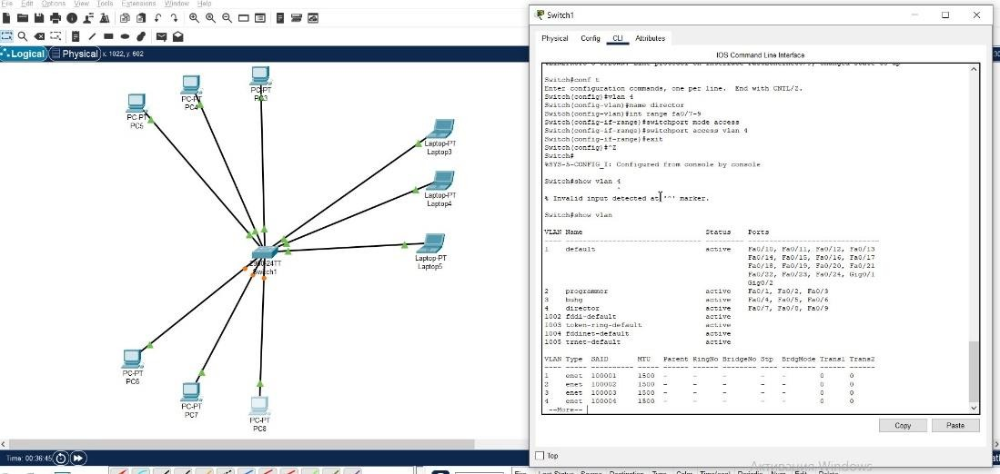 File Edit Options View Tools Extensions Window Help
Logical Physical x: 1022, y: 602
PC-PT
PC5
PC-PT
PC4
PC-PT
PC3
Laptop-PT
Laptop3
Laptop-PT
Laptop4
Laptop-PT
Laptop5
2960-24TT
Switch1
PC-PT
PC6
PC-PT
PC7
PC-PT
PC8
Time: 00:36:45
Switch1
Physical Config CLI Attributes
IOS Command Line Interface
Switch#conf t
Enter configuration commands, one per line. End with CNTL/Z.
Switch(config)#vlan 4
Switch(config-vlan)#name director
Switch(config-vlan)#int range fa0/7-9
Switch(config-if-range)#switchport mode access
Switch(config-if-range)#switchport access vlan 4
Switch(config-if-range)#exit
Switch(config)#^Z
Switch#
%SYS-5-CONFIG_I: Configured from console by console
Switch#show vlan 4
^
% Invalid input detected at '^' marker.
Switch#show vlan
VLAN Name Status Ports
1 default active Fa0/10, Fa0/11, Fa0/12, Fa0/13
Fa0/14, Fa0/15, Fa0/16, Fa0/17
Fa0/18, Fa0/19, Fa0/20, Fa0/21
Fa0/22, Fa0/23, Fa0/24, Gig0/1
Gig0/2
2 programmer active Fa0/1, Fa0/2, Fa0/3
3 buhg active Fa0/4, Fa0/5, Fa0/6
4 director active Fa0/7, Fa0/8, Fa0/9
1002 fddi-default active
1003 token-ring-default active
1004 fddinet-default active
1005 trnet-default active
VLAN Type SAID MTU Parent RingNo BridgeNo Stp BrdgMode Trans1 Trans2
1 enet 100001 1500 - - - - - 0 0
2 enet 100002 1500 - - - - - 0 0
3 enet 100003 1500 - - - - - 0 0
4 enet 100004 1500 - - - - - 0 0
--More--
Copy Paste
Top
Активация Windows